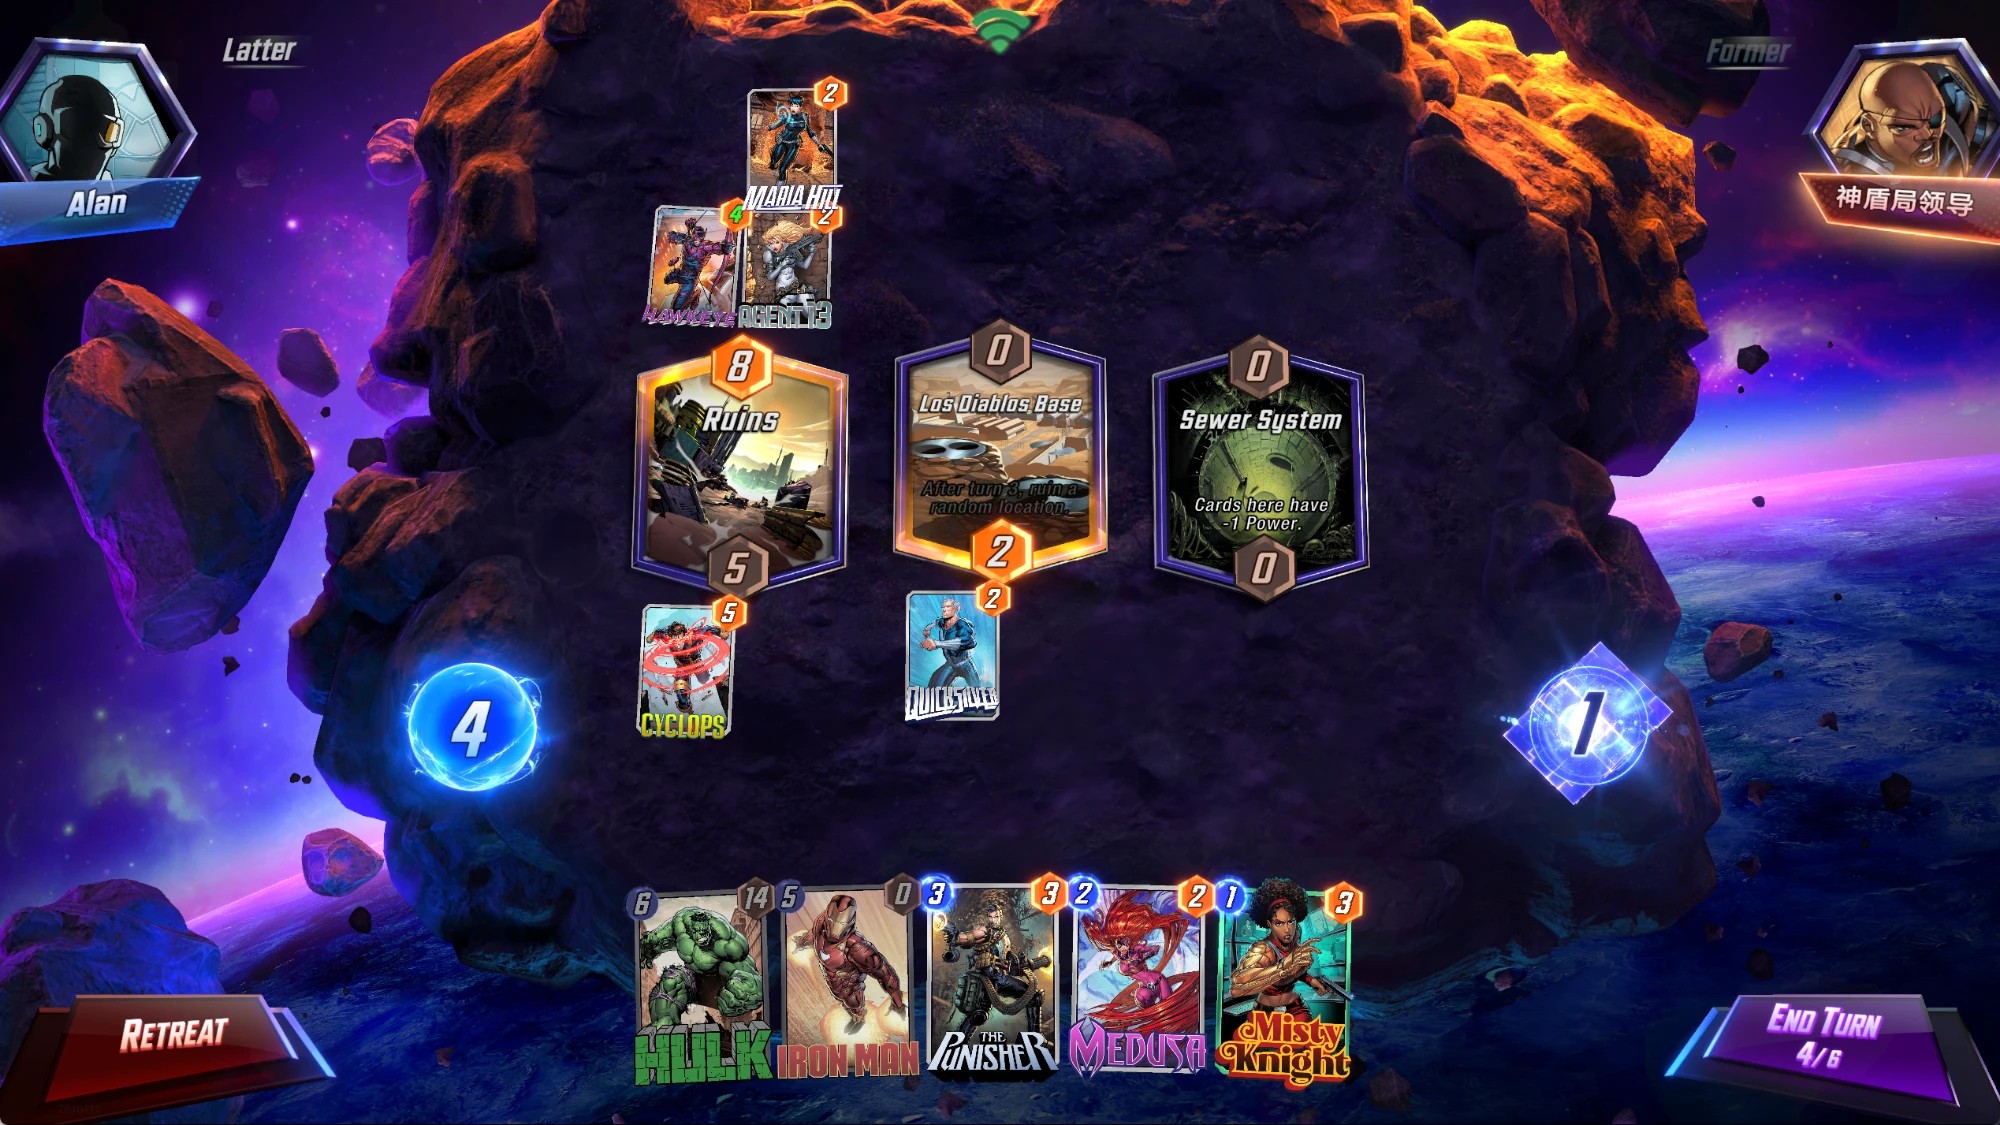 Latter
Former
Alan
神盾局领导
2
MARIA HILL
4
2
HAWKEYE
AGENT 13
8
Ruins
5
0
Los Diablos Base
After turn 3, ruin a
random location.
2
0
Sewer System
Cards here have
-1 Power.
0
5
CYCLOPS
2
QUICKSILVER
4
1
6
14
HULK
5
0
IRON MAN
3
3
THE
PUNISHER
2
2
MEDUSA
1
3
Misty
Knight
RETREAT
END TURN
4/6